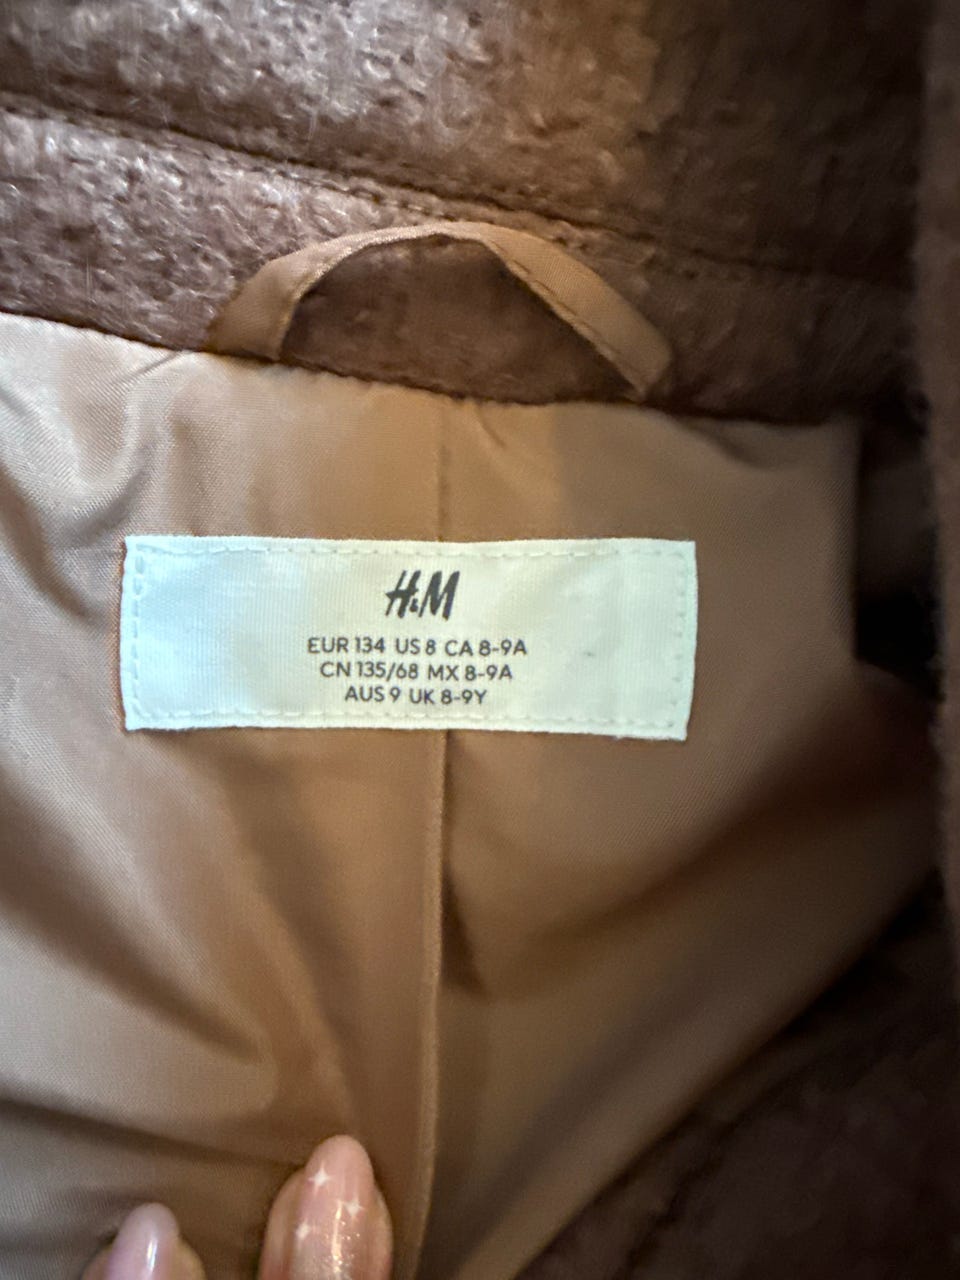 H&M
EUR 134 US 8 CA 8-9A
CN 135/68 MX 8-9A
AUS 9 UK 8-9Y